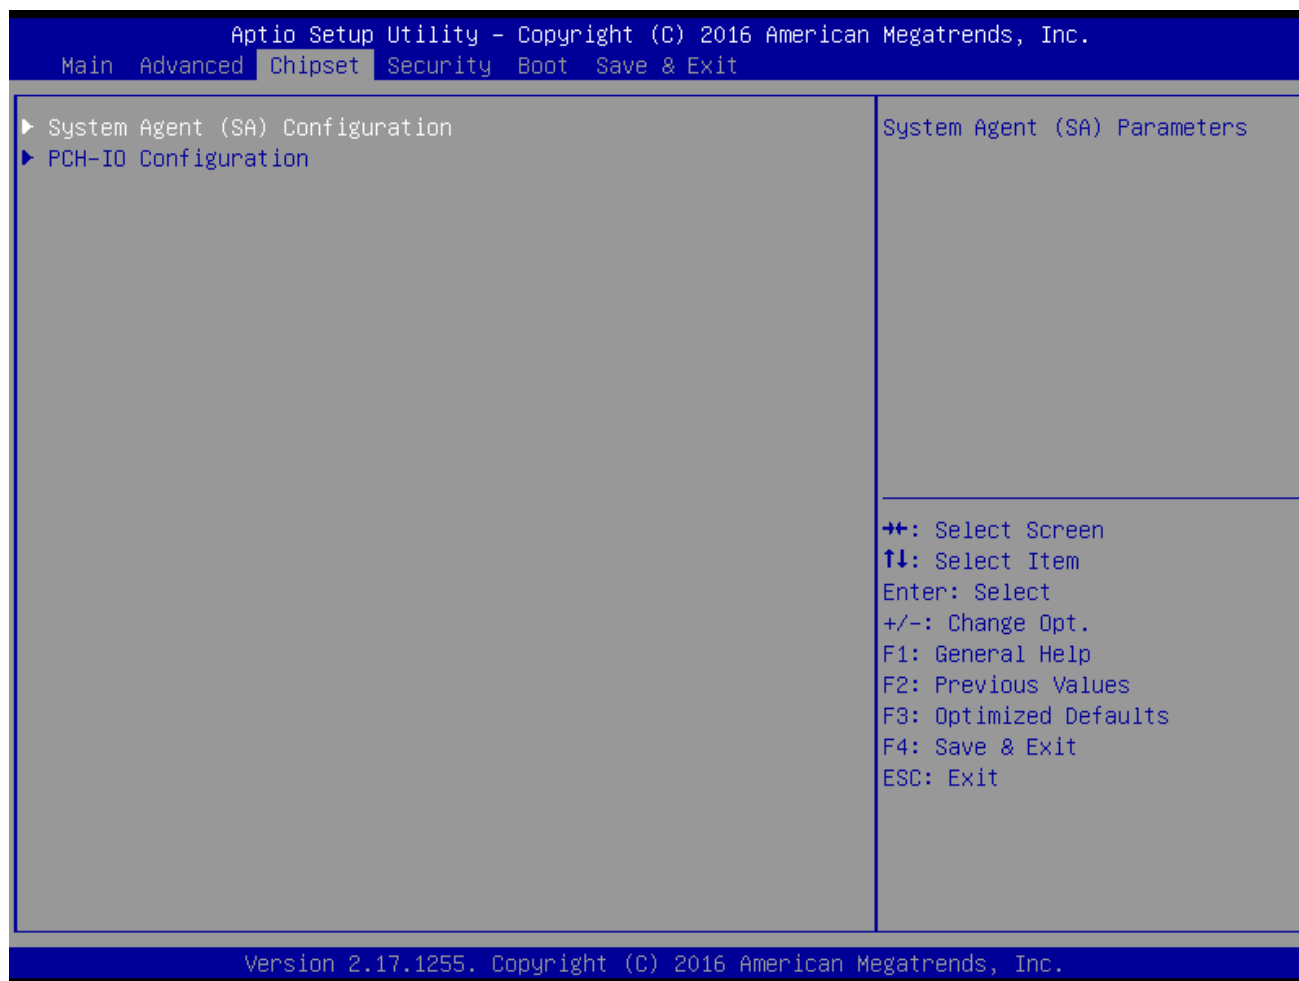 Aptio Setup Utility – Copyright (C) 2016 American Megatrends, Inc.
Main Advanced Chipset Security Boot Save & Exit
▶ System Agent (SA) Configuration
▶ PCH-IO Configuration
System Agent (SA) Parameters
→←: Select Screen
↑↓: Select Item
Enter: Select
+/-: Change Opt.
F1: General Help
F2: Previous Values
F3: Optimized Defaults
F4: Save & Exit
ESC: Exit
Version 2.17.1255. Copyright (C) 2016 American Megatrends, Inc.